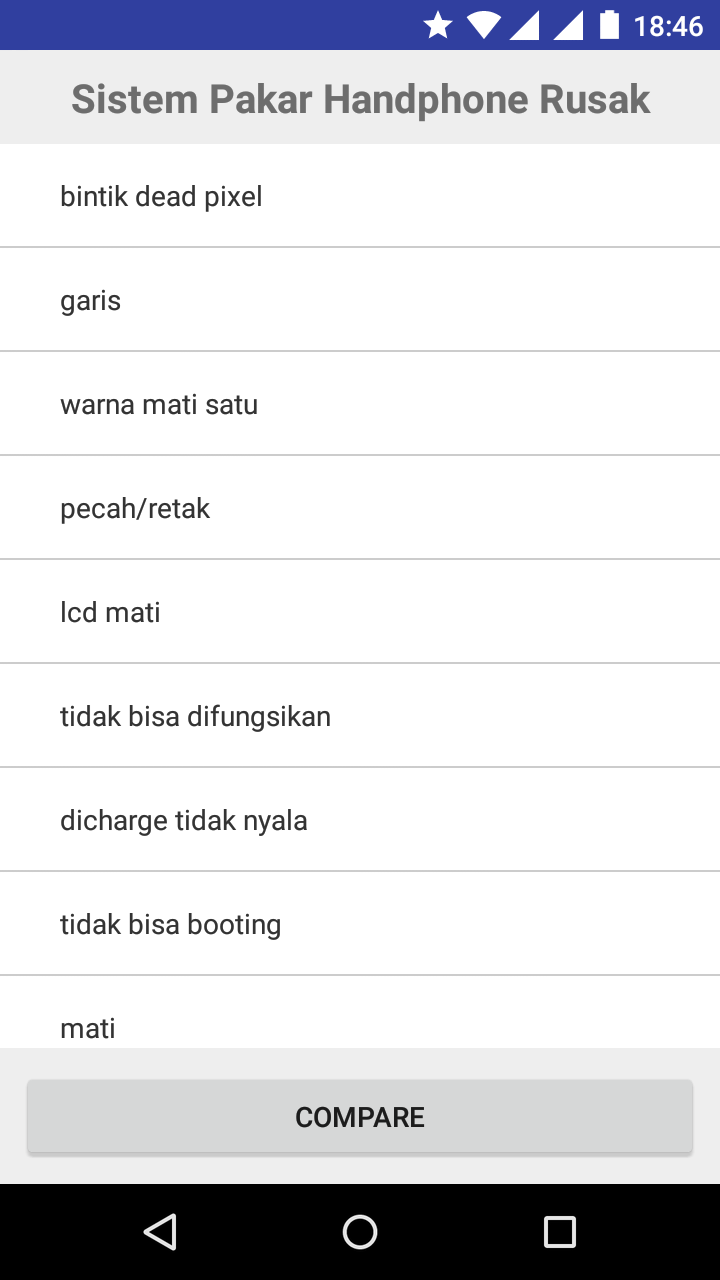 18:46
Sistem Pakar Handphone Rusak
bintik dead pixel
garis
warna mati satu
pecah/retak
lcd mati
tidak bisa difungsikan
dicharge tidak nyala
tidak bisa booting
mati
COMPARE